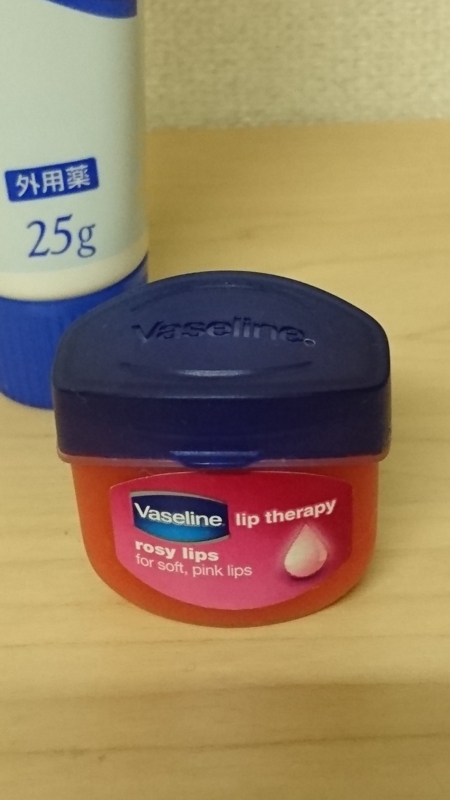 外用薬
25g
Vaseline
Vaseline lip therapy
rosy lips
for soft, pink lips